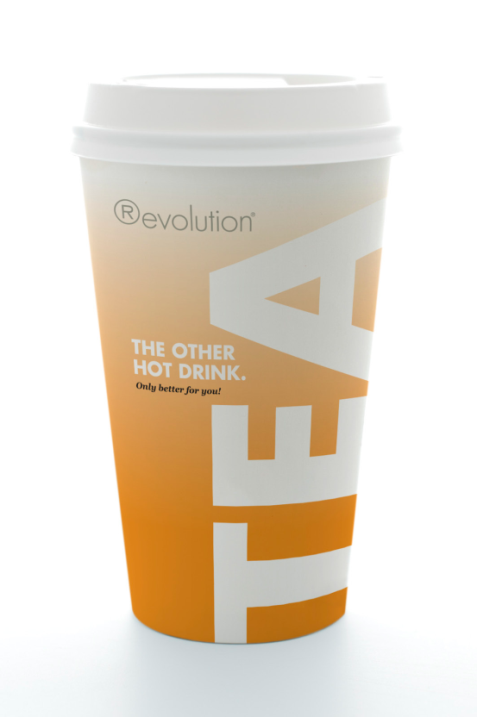 Ⓡevolution®
THE OTHER
HOT DRINK.
Only better for you!
TEA